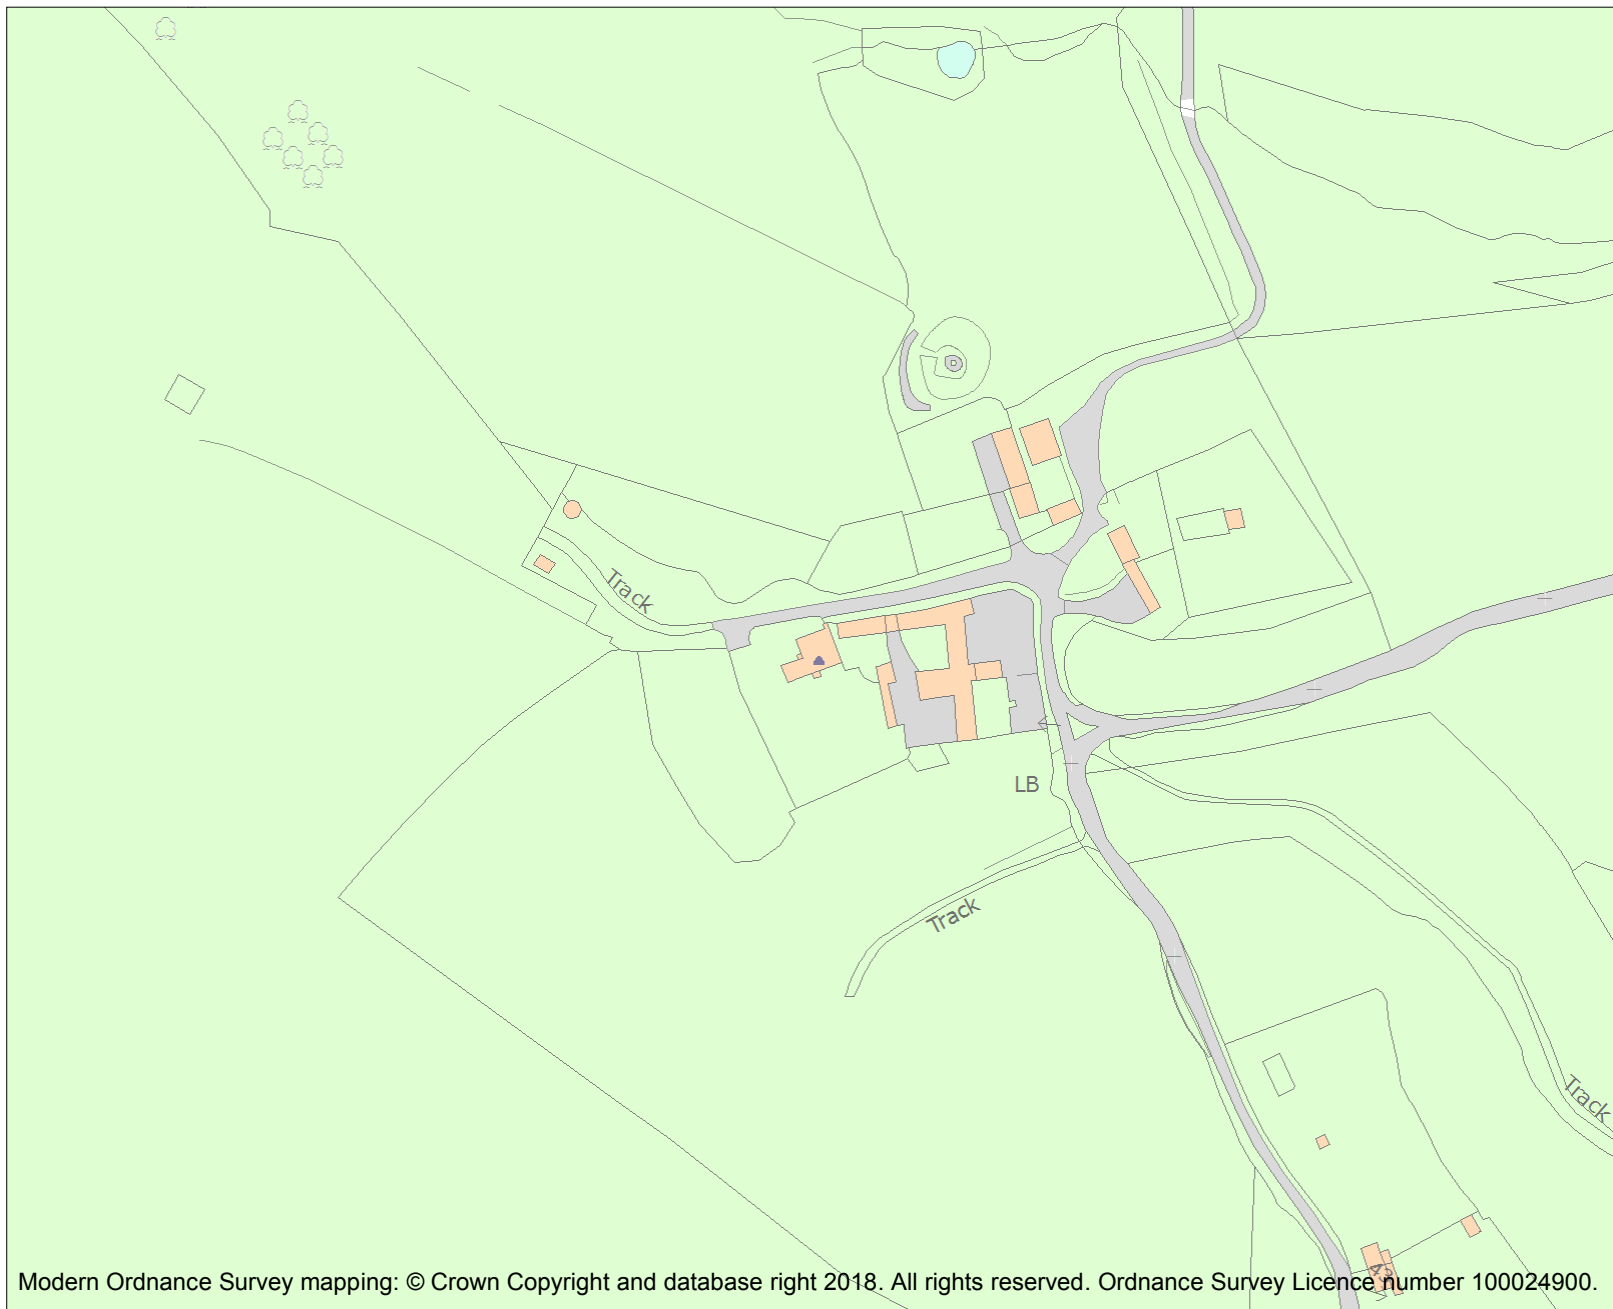 Track
LB
Track
Track
43
Modern Ordnance Survey mapping: © Crown Copyright and database right 2018. All rights reserved. Ordnance Survey Licence number 100024900.